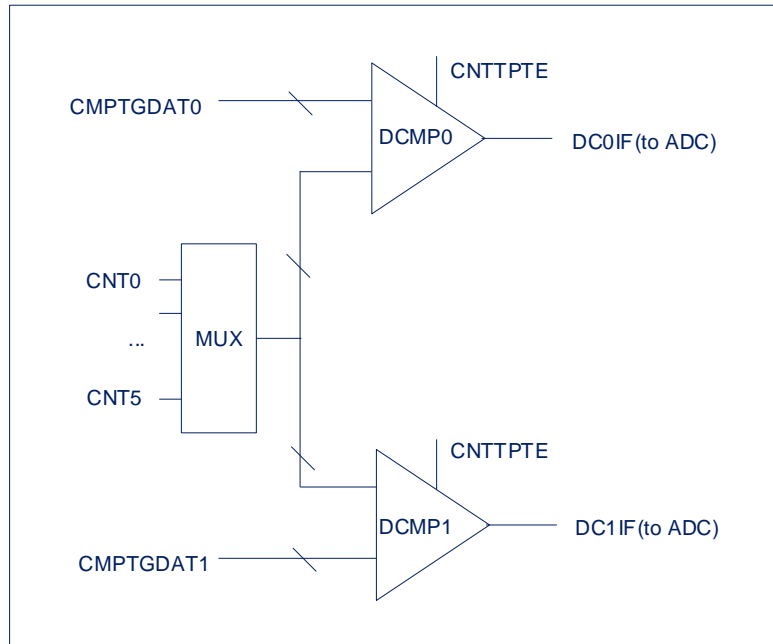 CNTTPTE
CMPTGDAT0
DCMP0
DC0IF(to ADC)
CNT0
...
MUX
CNT5
CNTTPTE
DCMP1
DC1IF(to ADC)
CMPTGDAT1